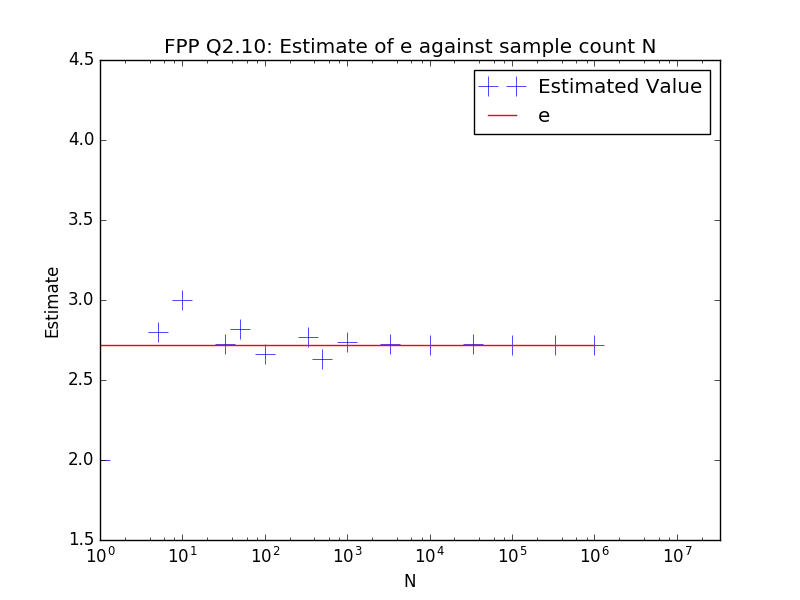 FPP Q2.10: Estimate of e against sample count N
4.5
Estimated Value
e
4.0
3.5
3.0
2.5
2.0
1.5
Estimate
10⁰ 10¹ 10² 10³ 10⁴ 10⁵ 10⁶ 10⁷
N